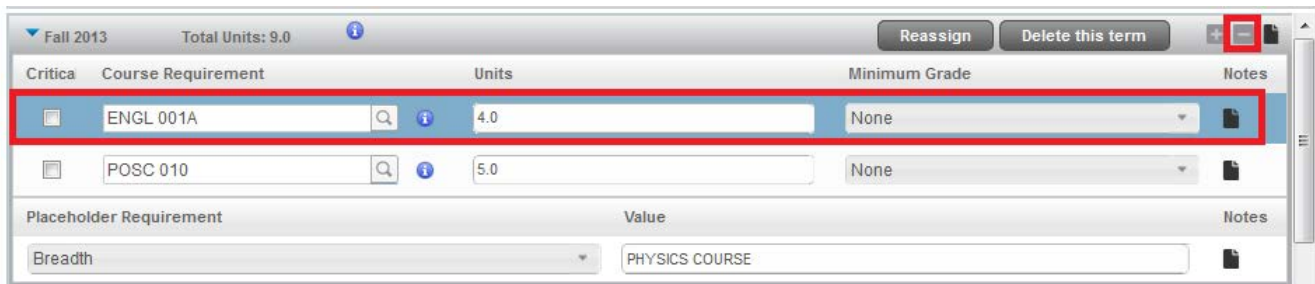 Fall 2013 Total Units: 9.0 Reassign Delete this term
Critica Course Requirement Units Minimum Grade Notes
ENGL 001A 4.0 None
POSC 010 5.0 None
Placeholder Requirement Value Notes
Breadth PHYSICS COURSE